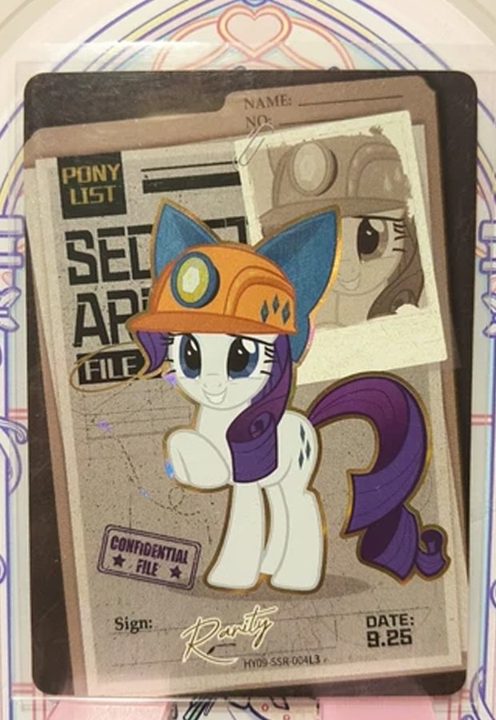 NAME:
NO:
PONY
LIST
FILE
CONFIDENTIAL
FILE
Sign: Rarity
DATE:
9.25
HY09-SSR-004L3